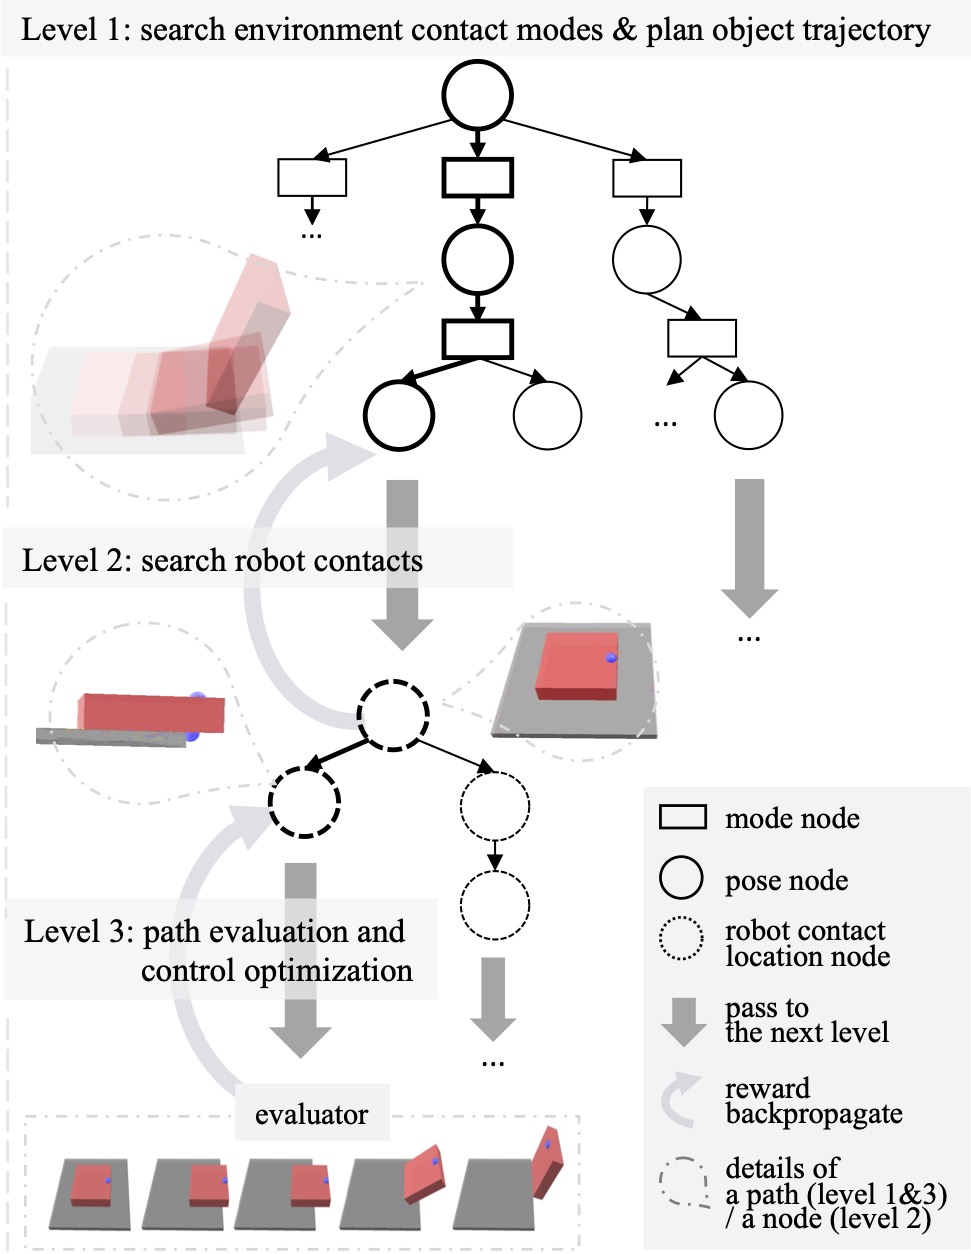 Level 1: search environment contact modes & plan object trajectory
...
...
Level 2: search robot contacts
...
Level 3: path evaluation and
control optimization
...
evaluator
mode node
pose node
robot contact
location node
pass to
the next level
reward
backpropagate
details of
a path (level 1&3)
/ a node (level 2)